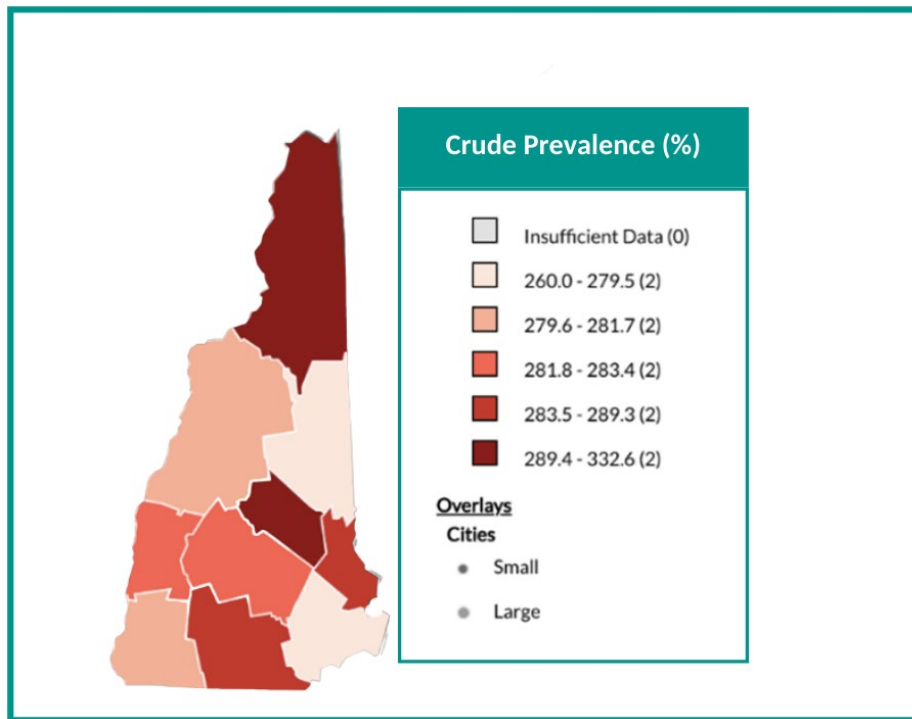 Crude Prevalence (%)
Insufficient Data (0)
260.0 - 279.5 (2)
279.6 - 281.7 (2)
281.8 - 283.4 (2)
283.5 - 289.3 (2)
289.4 - 332.6 (2)
Overlays
Cities
Small
Large